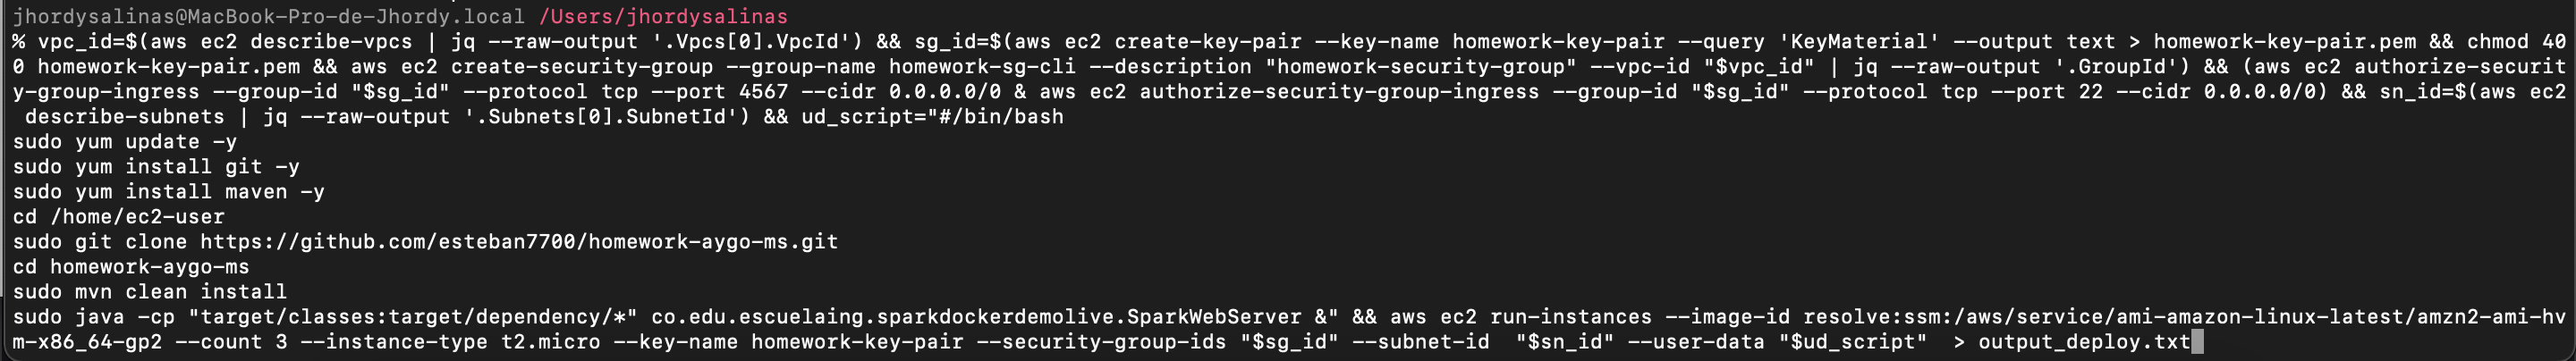 jhordysalinas@MacBook-Pro-de-Jhordy.local /Users/jhordysalinas
% vpc_id=$(aws ec2 describe-vpcs | jq --raw-output '.Vpcs[0].VpcId') && sg_id=$(aws ec2 create-key-pair --key-name homework-key-pair --query 'KeyMaterial' --output text > homework-key-pair.pem && chmod 40
0 homework-key-pair.pem && aws ec2 create-security-group --group-name homework-sg-cli --description "homework-security-group" --vpc-id "$vpc_id" | jq --raw-output '.GroupId') && (aws ec2 authorize-securit
y-group-ingress --group-id "$sg_id" --protocol tcp --port 4567 --cidr 0.0.0.0/0 & aws ec2 authorize-security-group-ingress --group-id "$sg_id" --protocol tcp --port 22 --cidr 0.0.0.0/0) && sn_id=$(aws ec2
 describe-subnets | jq --raw-output '.Subnets[0].SubnetId') && ud_script="#/bin/bash
sudo yum update -y
sudo yum install git -y
sudo yum install maven -y
cd /home/ec2-user
sudo git clone https://github.com/esteban7700/homework-aygo-ms.git
cd homework-aygo-ms
sudo mvn clean install
sudo java -cp "target/classes:target/dependency/*" co.edu.escuelaing.sparkdockerdemolive.SparkWebServer &" && aws ec2 run-instances --image-id resolve:ssm:/aws/service/ami-amazon-linux-latest/amzn2-ami-hv
m-x86_64-gp2 --count 3 --instance-type t2.micro --key-name homework-key-pair --security-group-ids "$sg_id" --subnet-id  "$sn_id" --user-data "$ud_script"  > output_deploy.txt